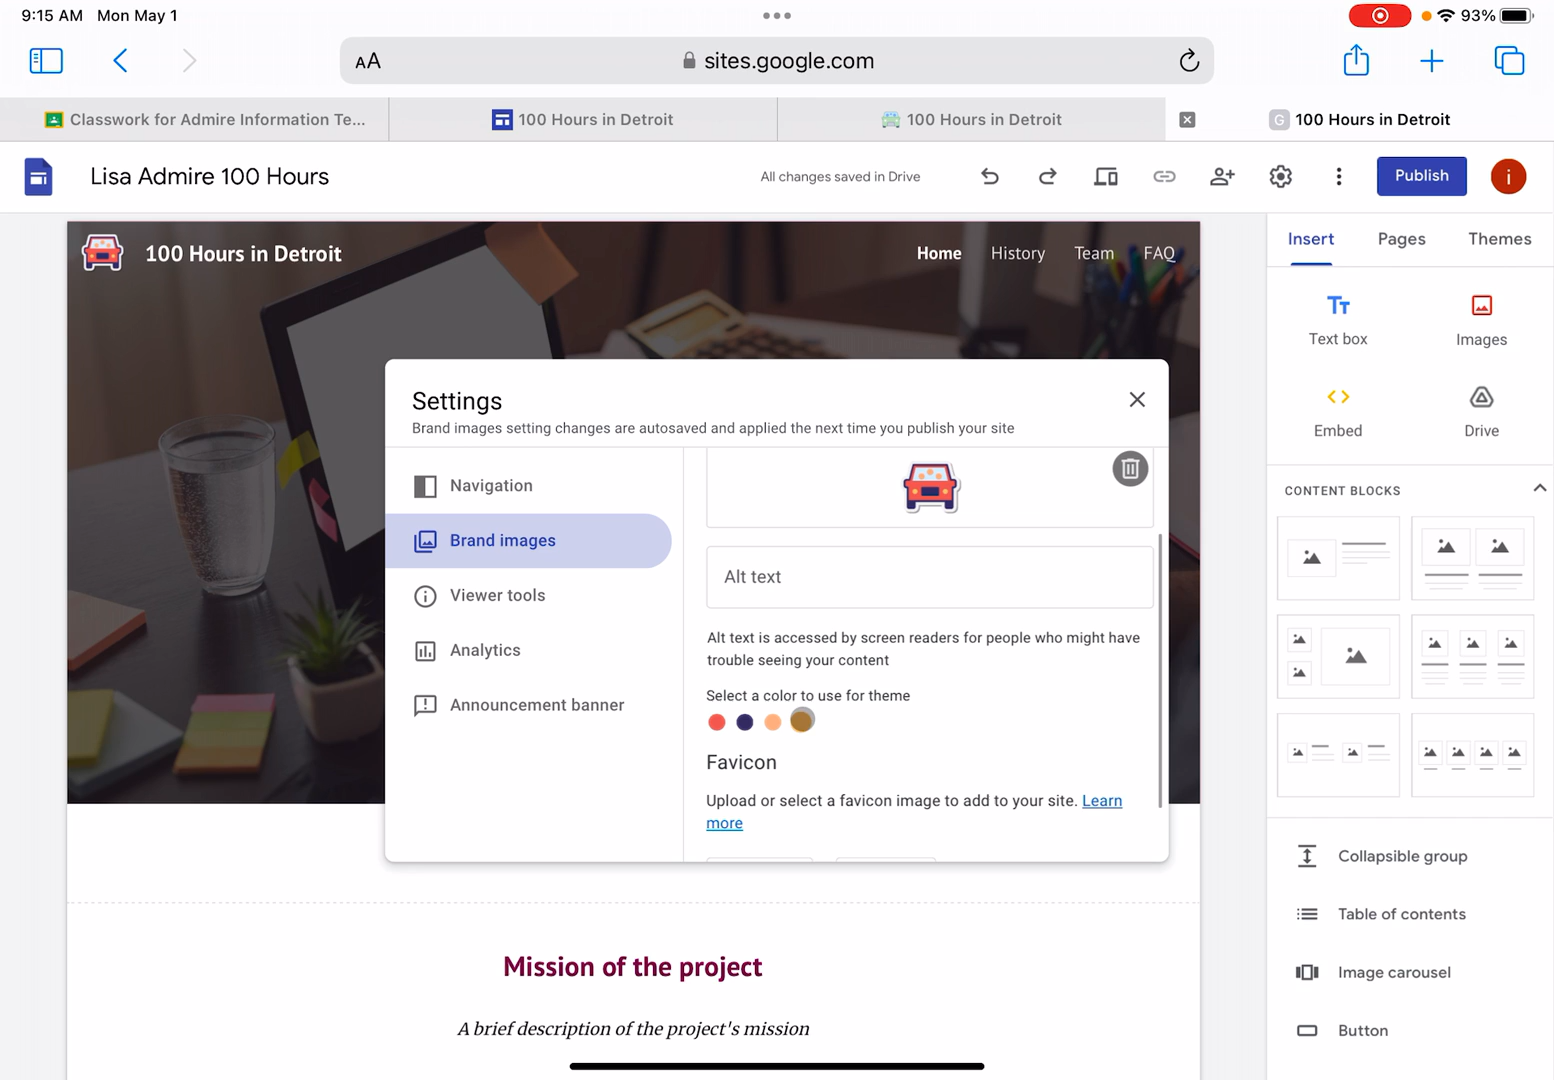 9:15 AM Mon May 1
93%
AA
sites.google.com
Classwork for Admire Information Te...
100 Hours in Detroit
100 Hours in Detroit
G
100 Hours in Detroit
Lisa Admire 100 Hours
All changes saved in Drive
Publish
i
100 Hours in Detroit
Home
History
Team
FAQ
Insert
Pages
Themes
Tт
Text box
Images
Embed
Drive
Settings
Brand images setting changes are autosaved and applied the next time you publish your site
Navigation
Brand images
Viewer tools
Analytics
Announcement banner
Alt text
Alt text is accessed by screen readers for people who might have
trouble seeing your content
Select a color to use for theme
Favicon
Upload or select a favicon image to add to your site. Learn
more
CONTENT BLOCKS
Collapsible group
Table of contents
Image carousel
Button
Mission of the project
A brief description of the project's mission